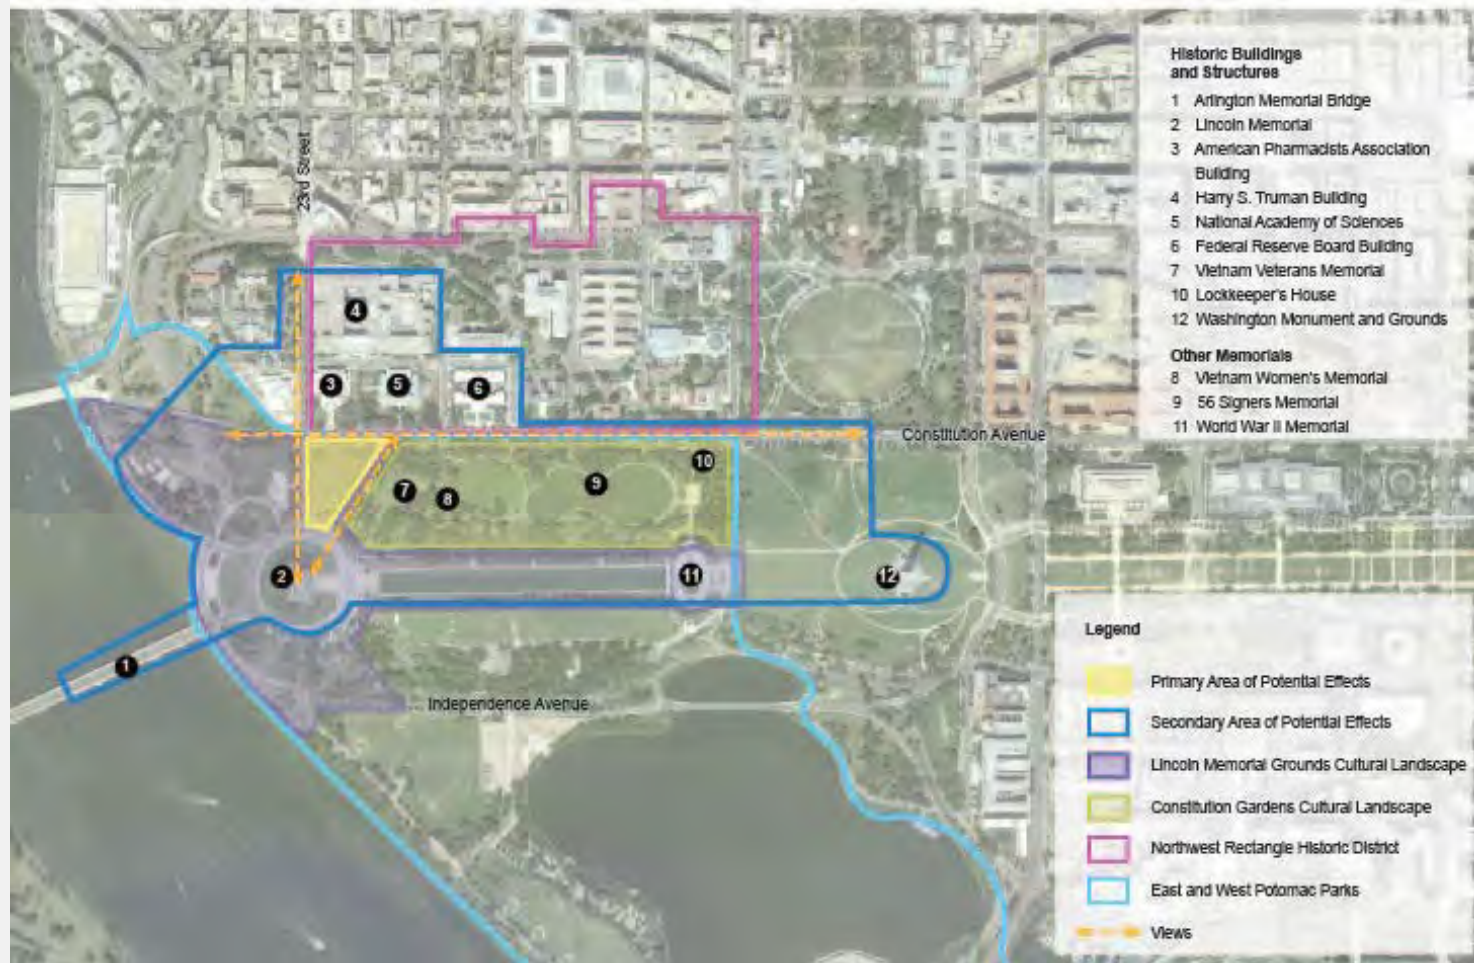 Historic Buildings
and Structures
1 Arlington Memorial Bridge
2 Lincoln Memorial
3 American Pharmacists Association
Building
4 Harry S. Truman Building
5 National Academy of Sciences
6 Federal Reserve Board Building
7 Vietnam Veterans Memorial
10 Lockkeeper's House
12 Washington Monument and Grounds
Other Memorials
8 Vietnam Women's Memorial
9 56 Signers Memorial
11 World War II Memorial
23rd Street
4
3
5
6
Constitution Avenue
10
7
8
9
2
11
12
1
Independence Avenue
Legend
Primary Area of Potential Effects
Secondary Area of Potential Effects
Lincoln Memorial Grounds Cultural Landscape
Constitution Gardens Cultural Landscape
Northwest Rectangle Historic District
East and West Potomac Parks
Views